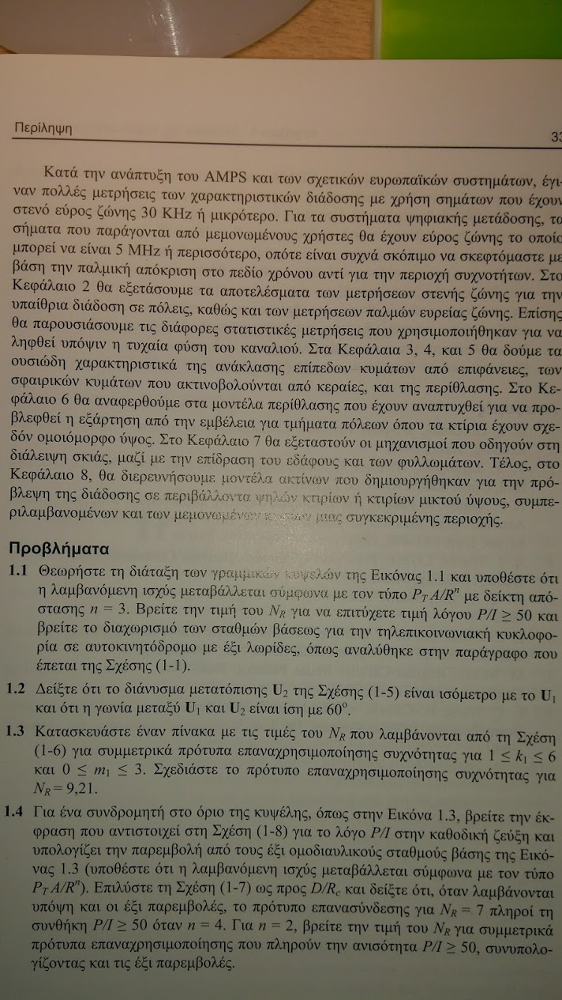 Περίληψη
33
Κατά την ανάπτυξη του AMPS και των σχετικών ευρωπαϊκών συστημάτων, έγι-
ναν πολλές μετρήσεις των χαρακτηριστικών διάδοσης με χρήση σημάτων που έχουν
στενό εύρος ζώνης 30 KHz ή μικρότερο. Για τα συστήματα ψηφιακής μετάδοσης, τα
σήματα που παράγονται από μεμονωμένους χρήστες θα έχουν εύρος ζώνης το οποίο
μπορεί να είναι 5 MHz ή περισσότερο, οπότε είναι συχνά σκόπιμο να σκεφτόμαστε με
βάση την παλμική απόκριση στο πεδίο χρόνου αντί για την περιοχή συχνοτήτων. Στο
Κεφάλαιο 2 θα εξετάσουμε τα αποτελέσματα των μετρήσεων στενής ζώνης για την
υπαίθρια διάδοση σε πόλεις, καθώς και των μετρήσεων παλμών ευρείας ζώνης. Επίσης
θα παρουσιάσουμε τις διάφορες στατιστικές μετρήσεις που χρησιμοποιήθηκαν για να
ληφθεί υπόψιν η τυχαία φύση του καναλιού. Στα Κεφάλαια 3, 4, και 5 θα δούμε τα
ουσιώδη χαρακτηριστικά της ανάκλασης επίπεδων κυμάτων από επιφάνειες, των
σφαιρικών κυμάτων που ακτινοβολούνται από κεραίες, και της περίθλασης. Στο Κε-
φάλαιο 6 θα αναφερθούμε στα μοντέλα περίθλασης που έχουν αναπτυχθεί για να προ-
βλεφθεί η εξάρτηση από την εμβέλεια για τμήματα πόλεων όπου τα κτίρια έχουν σχε-
δόν ομοιόμορφο ύψος. Στο Κεφάλαιο 7 θα εξεταστούν οι μηχανισμοί που οδηγούν στη
διάλειψη σκιάς, μαζί με την επίδραση του εδάφους και των φυλλωμάτων. Τέλος, στο
Κεφάλαιο 8, θα διερευνήσουμε μοντέλα ακτίνων που δημιουργήθηκαν για την πρό-
βλεψη της διάδοσης σε περιβάλλοντα ψηλών κτιρίων ή κτιρίων μικτού ύψους, συμπε-
ριλαμβανομένων και των μεμονωμένων κτιρίων μιας συγκεκριμένης περιοχής.
Προβλήματα
1.1 Θεωρήστε τη διάταξη των γραμμικών κυψελών της Εικόνας 1.1 και υποθέστε ότι
η λαμβανόμενη ισχύς μεταβάλλεται σύμφωνα με τον τύπο P_T A/R^n με δείκτη από-
στασης n = 3. Βρείτε την τιμή του N_R για να επιτύχετε τιμή λόγου P/I ≥ 50 και
βρείτε το διαχωρισμό των σταθμών βάσεως για την τηλεπικοινωνιακή κυκλοφο-
ρία σε αυτοκινητόδρομο με έξι λωρίδες, όπως αναλύθηκε στην παράγραφο που
έπεται της Σχέσης (1-1).
1.2 Δείξτε ότι το διάνυσμα μετατόπισης U₂ της Σχέσης (1-5) είναι ισόμετρο με το U₁
και ότι η γωνία μεταξύ U₁ και U₂ είναι ίση με 60°.
1.3 Κατασκευάστε έναν πίνακα με τις τιμές του N_R που λαμβάνονται από τη Σχέση
(1-6) για συμμετρικά πρότυπα επαναχρησιμοποίησης συχνότητας για 1 ≤ k₁ ≤ 6
και 0 ≤ m₁ ≤ 3. Σχεδιάστε το πρότυπο επαναχρησιμοποίησης συχνότητας για
N_R = 9,21.
1.4 Για ένα συνδρομητή στο όριο της κυψέλης, όπως στην Εικόνα 1.3, βρείτε την έκ-
φραση που αντιστοιχεί στη Σχέση (1-8) για το λόγο P/I στην καθοδική ζεύξη και
υπολογίζει την παρεμβολή από τους έξι ομοδιαυλικούς σταθμούς βάσης της Εικό-
νας 1.3 (υποθέστε ότι η λαμβανόμενη ισχύς μεταβάλλεται σύμφωνα με τον τύπο
P_T A/R^n). Επιλύστε τη Σχέση (1-7) ως προς D/R_c και δείξτε ότι, όταν λαμβάνονται
υπόψη και οι έξι παρεμβολές, το πρότυπο επανασύνδεσης για N_R = 7 πληροί τη
συνθήκη P/I ≥ 50 όταν n = 4. Για n = 2, βρείτε την τιμή του N_R για συμμετρικά
πρότυπα επαναχρησιμοποίησης που πληρούν την ανισότητα P/I ≥ 50, συνυπολο-
γίζοντας και τις έξι παρεμβολές.